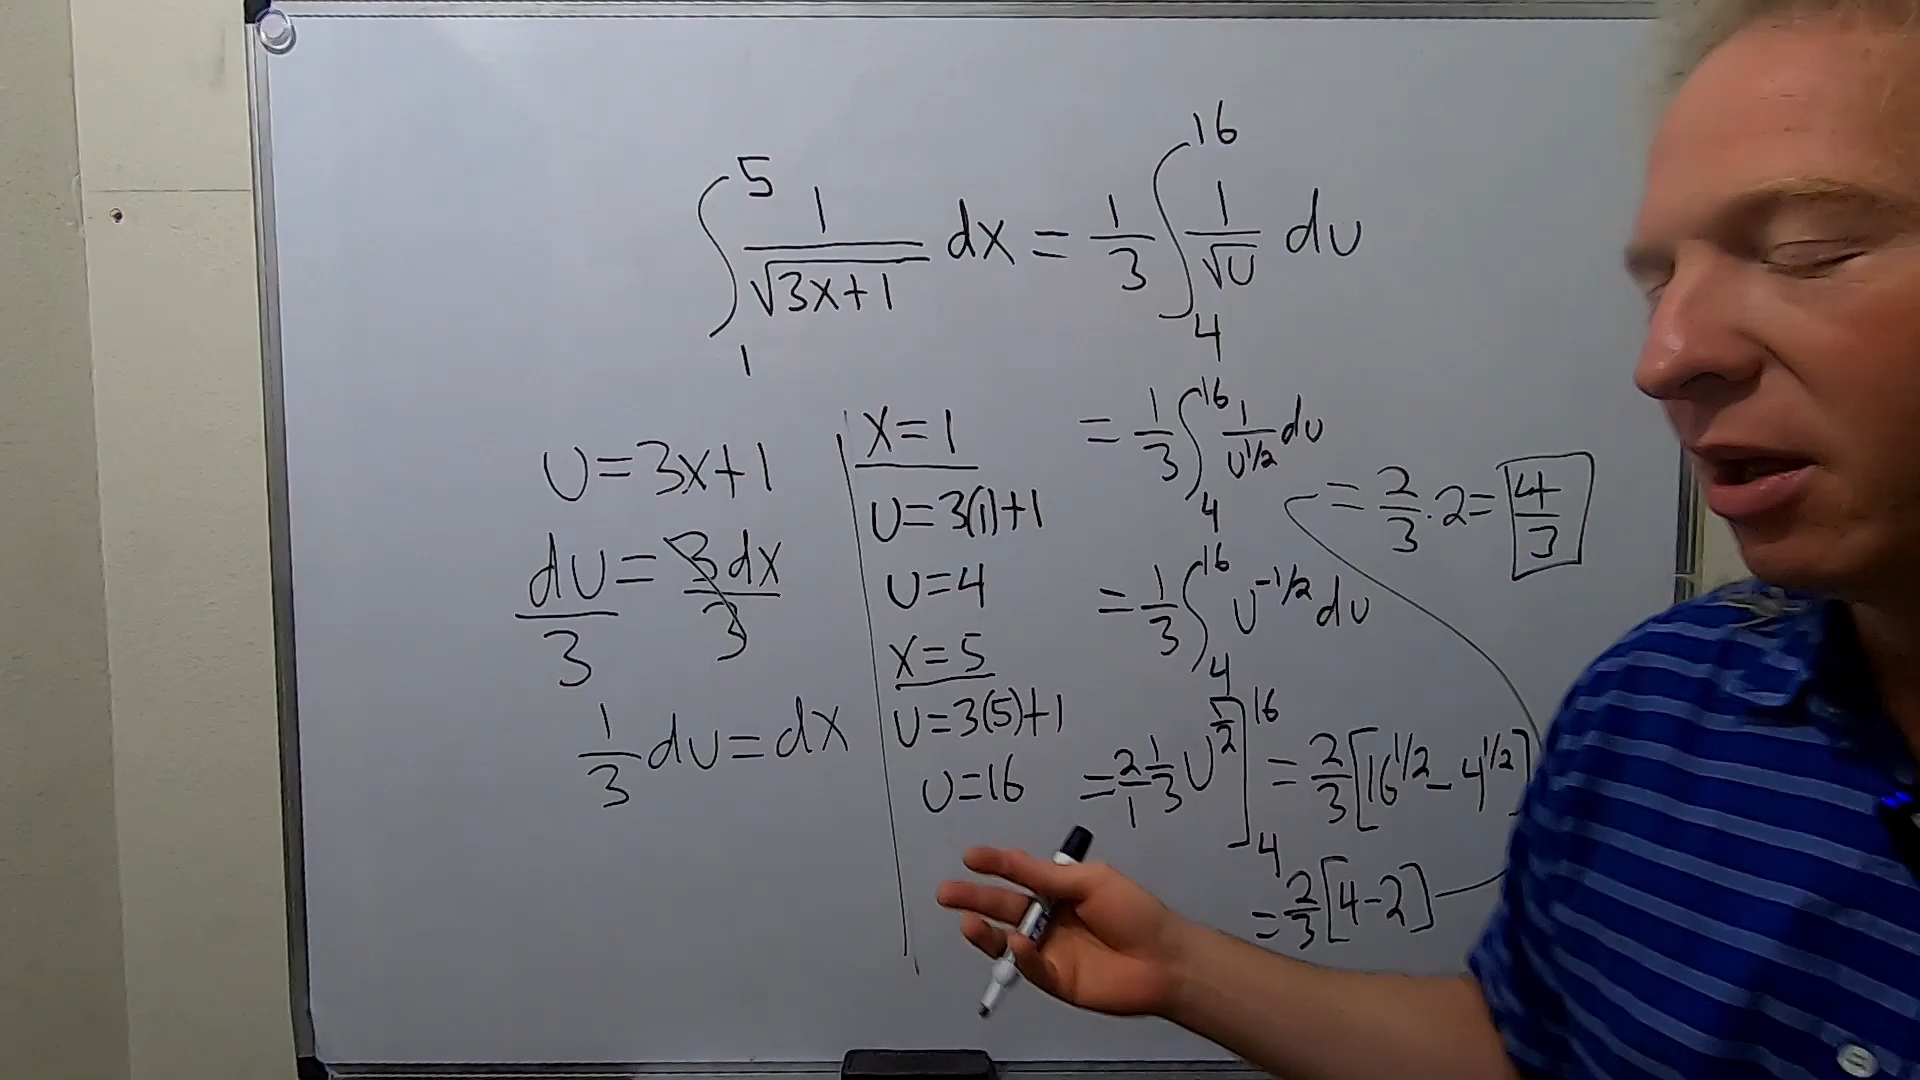 ∫₁⁵ 1/√(3x+1) dx = 1/3 ∫₄¹⁶ 1/√u du
u=3x+1
du/3 = 3dx/3
1/3 du = dx
x=1
u=3(1)+1
u=4
x=5
u=3(5)+1
u=16
= 1/3 ∫₄¹⁶ 1/u^(1/2) du
= 1/3 ∫₄¹⁶ u^(-1/2) du
= 2/1 1/3 u^(1/2) ]₄¹⁶ = 2/3 [16^(1/2) - 4^(1/2)]
= 2/3 [4-2]
= 2/3 · 2 = 4/3